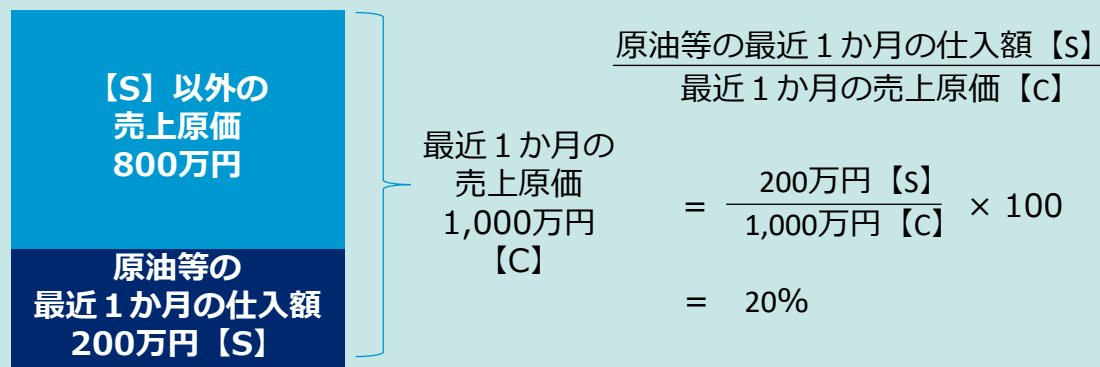 【S】以外の
売上原価
800万円
原油等の
最近１か月の仕入額
200万円【S】
最近１か月の
売上原価
1,000万円
【C】
原油等の最近１か月の仕入額【S】
最近１か月の売上原価【C】
= 200万円【S】
1,000万円【C】 × 100
= 20%